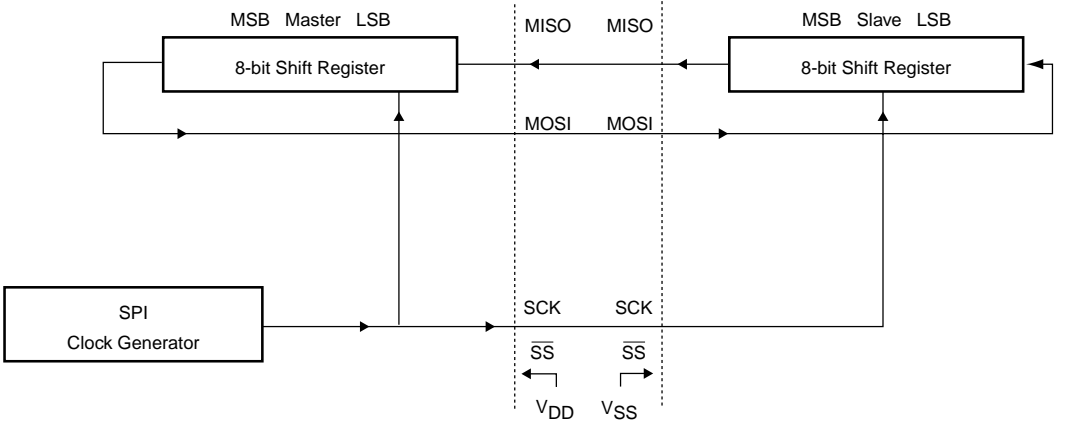 MSB Master LSB
MISO MISO
MSB Slave LSB
8-bit Shift Register
8-bit Shift Register
MOSI MOSI
SPI
Clock Generator
SCK SCK
SS SS
VDD VSS